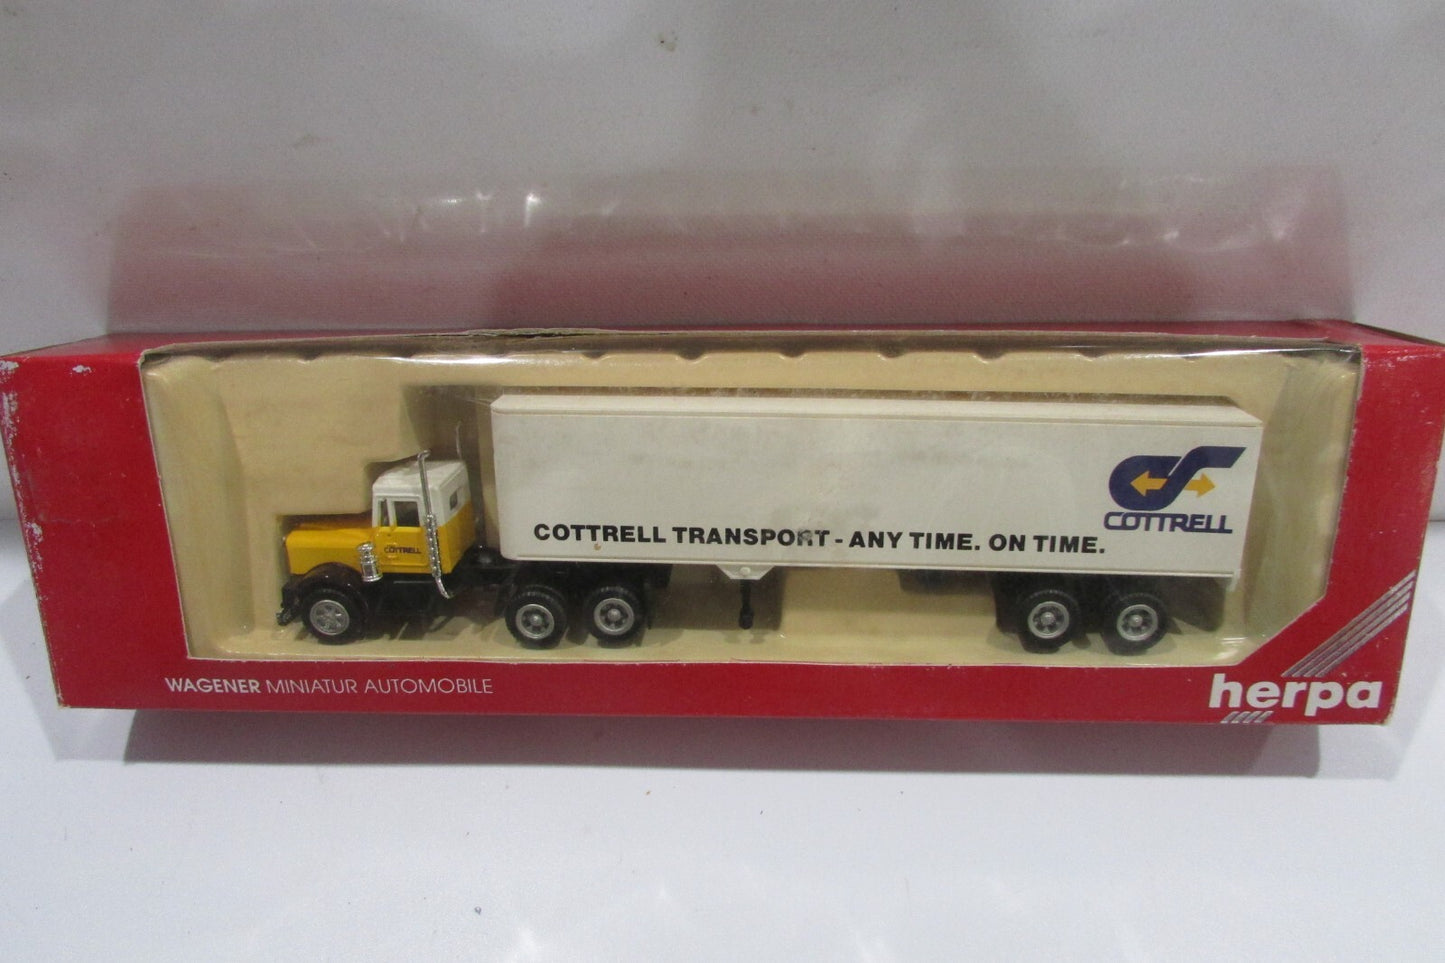 COTTRELL
COTTRELL TRANSPORT - ANY TIME. ON TIME.
COTTRELL
WAGENER MINIATUR AUTOMOBILE
herpa